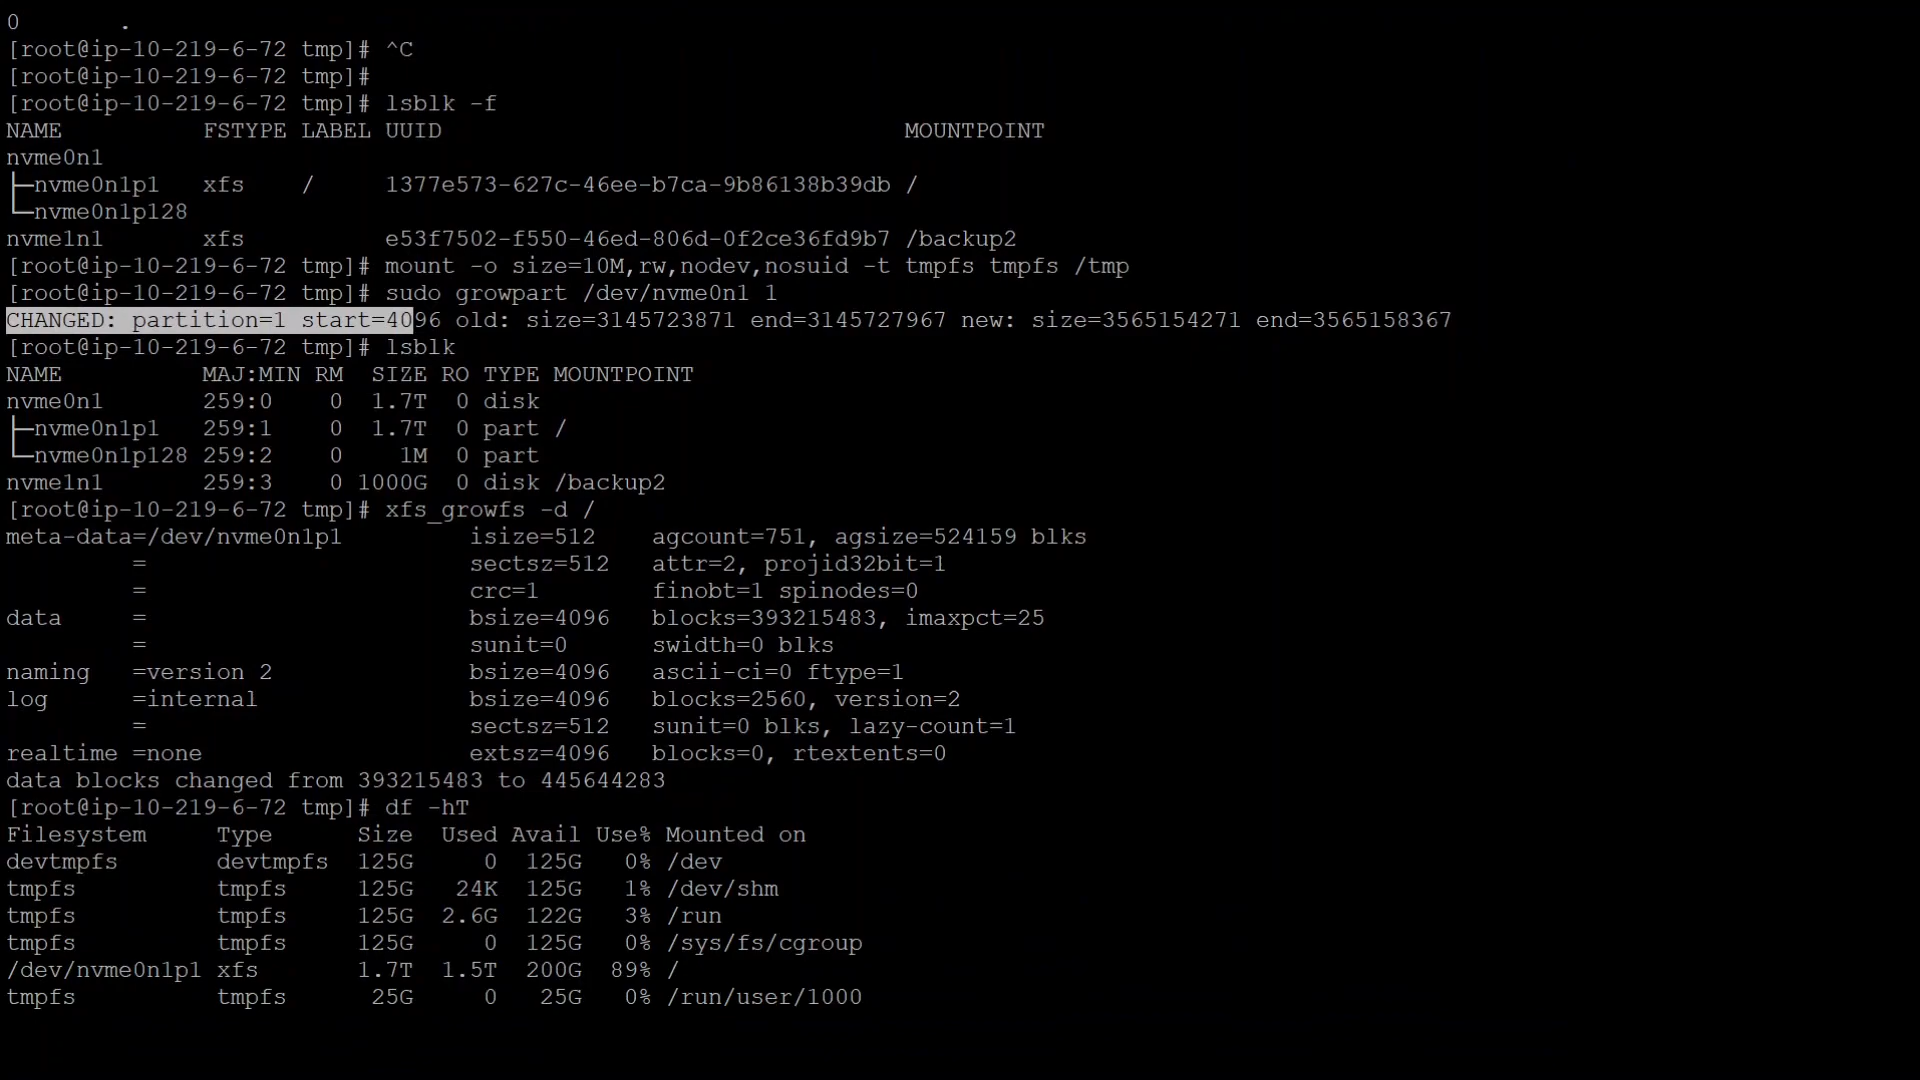 0       .
[root@ip-10-219-6-72 tmp]# ^C
[root@ip-10-219-6-72 tmp]#
[root@ip-10-219-6-72 tmp]# lsblk -f
NAME          FSTYPE LABEL UUID                                 MOUNTPOINT
nvme0n1
├─nvme0n1p1   xfs    /     1377e573-627c-46ee-b7ca-9b86138b39db /
└─nvme0n1p128
nvme1n1       xfs          e53f7502-f550-46ed-806d-0f2ce36fd9b7 /backup2
[root@ip-10-219-6-72 tmp]# mount -o size=10M,rw,nodev,nosuid -t tmpfs tmpfs /tmp
[root@ip-10-219-6-72 tmp]# sudo growpart /dev/nvme0n1 1
CHANGED: partition=1 start=4096 old: size=3145723871 end=3145727967 new: size=3565154271 end=3565158367
[root@ip-10-219-6-72 tmp]# lsblk
NAME          MAJ:MIN RM  SIZE RO TYPE MOUNTPOINT
nvme0n1       259:0    0  1.7T  0 disk
├─nvme0n1p1   259:1    0  1.7T  0 part /
└─nvme0n1p128 259:2    0    1M  0 part
nvme1n1       259:3    0 1000G  0 disk /backup2
[root@ip-10-219-6-72 tmp]# xfs_growfs -d /
meta-data=/dev/nvme0n1p1         isize=512    agcount=751, agsize=524159 blks
         =                       sectsz=512   attr=2, projid32bit=1
         =                       crc=1        finobt=1 spinodes=0
data     =                       bsize=4096   blocks=393215483, imaxpct=25
         =                       sunit=0      swidth=0 blks
naming   =version 2              bsize=4096   ascii-ci=0 ftype=1
log      =internal               bsize=4096   blocks=2560, version=2
         =                       sectsz=512   sunit=0 blks, lazy-count=1
realtime =none                   extsz=4096   blocks=0, rtextents=0
data blocks changed from 393215483 to 445644283
[root@ip-10-219-6-72 tmp]# df -hT
Filesystem     Type      Size  Used Avail Use% Mounted on
devtmpfs       devtmpfs  125G     0  125G   0% /dev
tmpfs          tmpfs     125G   24K  125G   1% /dev/shm
tmpfs          tmpfs     125G  2.6G  122G   3% /run
tmpfs          tmpfs     125G     0  125G   0% /sys/fs/cgroup
/dev/nvme0n1p1 xfs       1.7T  1.5T  200G  89% /
tmpfs          tmpfs      25G     0   25G   0% /run/user/1000